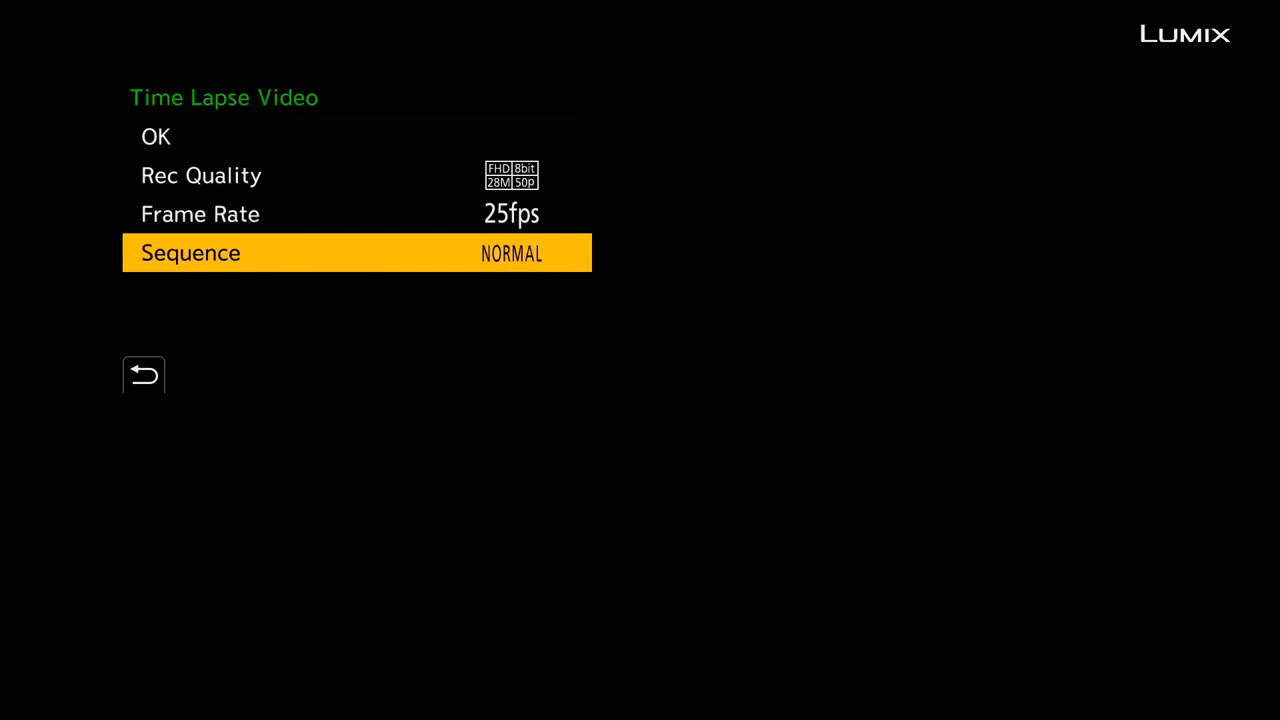 LUMIX
Time Lapse Video
OK
Rec Quality FHD 8bit 28M 50p
Frame Rate 25fps
Sequence NORMAL